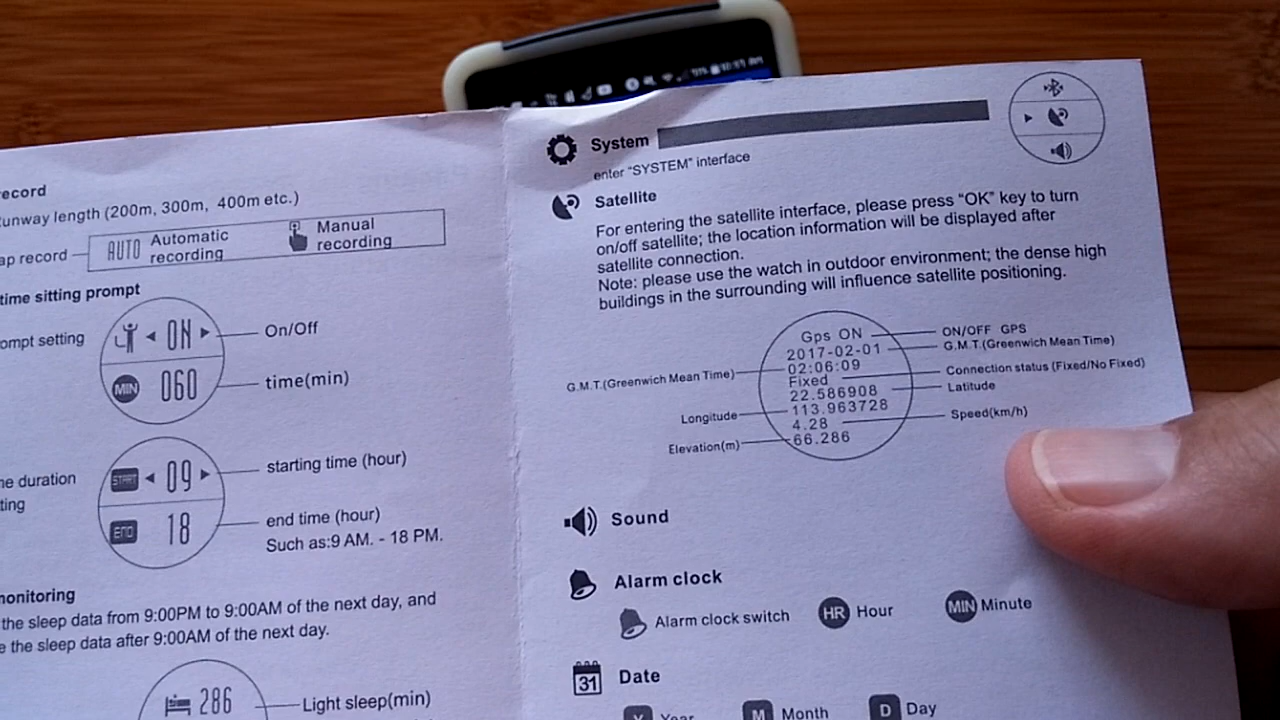 ecord
unway length (200m, 300m, 400m etc.)
ap record
AUTO Automatic recording
Manual recording
time sitting prompt
ompt setting
ON
On/Off
MIN 060
time(min)
ne duration
ting
START 09
starting time (hour)
END 18
end time (hour)
Such as:9 AM. - 18 PM.
monitoring
the sleep data from 9:00PM to 9:00AM of the next day, and
e the sleep data after 9:00AM of the next day.
286
Light sleep(min)
System
enter “SYSTEM” interface
Satellite
For entering the satellite interface, please press “OK” key to turn
on/off satellite; the location information will be displayed after
satellite connection.
Note: please use the watch in outdoor environment; the dense high
buildings in the surrounding will influence satellite positioning.
Gps ON
ON/OFF GPS
2017-02-01
G.M.T.(Greenwich Mean Time)
G.M.T.(Greenwich Mean Time)
02:06:09
Fixed
Connection status (Fixed/No Fixed)
22.586908
Latitude
Longitude
113.963728
4.28
Speed(km/h)
Elevation(m)
66.286
Sound
Alarm clock
Alarm clock switch
HR Hour
MIN Minute
31 Date
Y Year
M Month
D Day